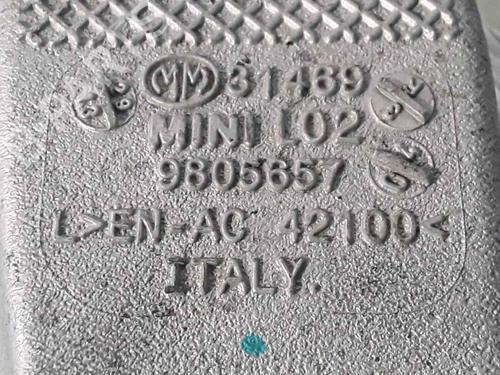 MM 31469
MINI L02
9805657
L>EN-AC 42100<
ITALY.